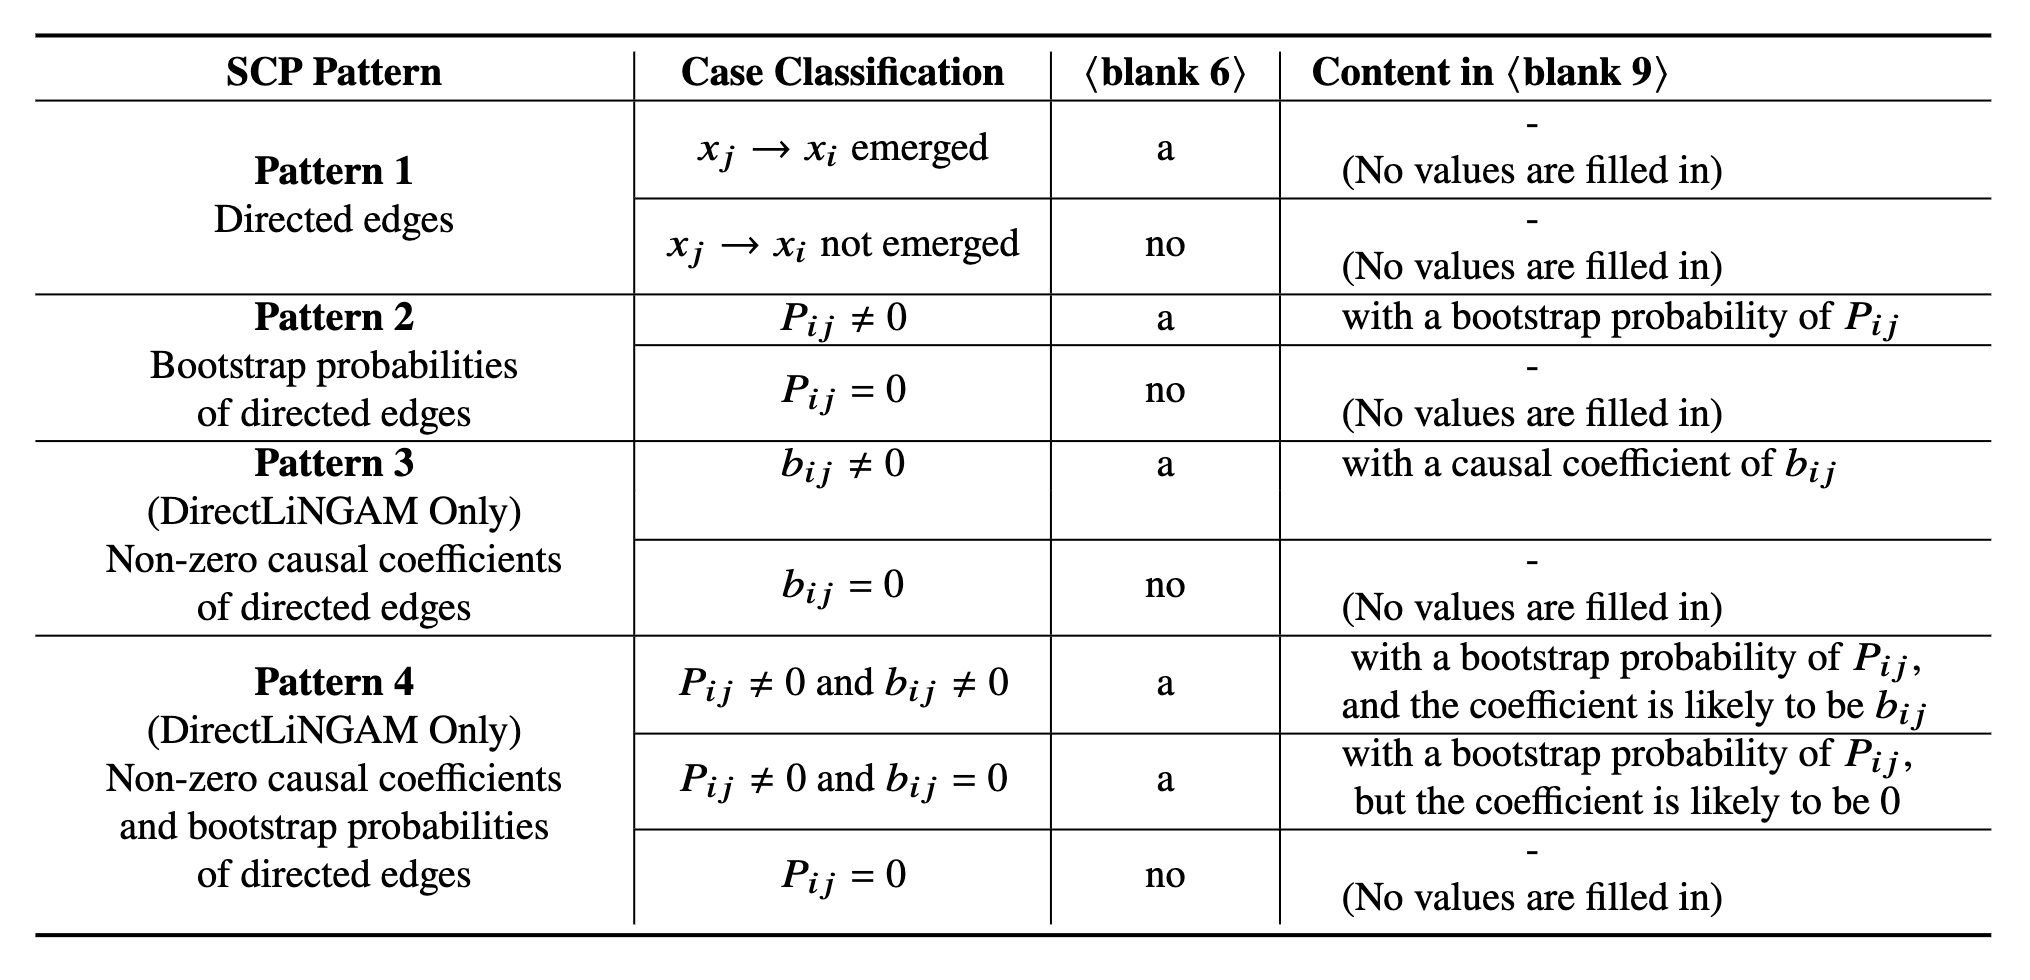 SCP Pattern Case Classification ⟨blank 6⟩ Content in ⟨blank 9⟩
Pattern 1
Directed edges
x_j → x_i emerged
a
-
(No values are filled in)
x_j → x_i not emerged
no
-
(No values are filled in)
Pattern 2
Bootstrap probabilities
of directed edges
P_{ij} ≠ 0
a
with a bootstrap probability of P_{ij}
P_{ij} = 0
no
-
(No values are filled in)
Pattern 3
(DirectLiNGAM Only)
Non-zero causal coefficients
of directed edges
b_{ij} ≠ 0
a
with a causal coefficient of b_{ij}
b_{ij} = 0
no
-
(No values are filled in)
Pattern 4
(DirectLiNGAM Only)
Non-zero causal coefficients
and bootstrap probabilities
of directed edges
P_{ij} ≠ 0 and b_{ij} ≠ 0
a
with a bootstrap probability of P_{ij},
and the coefficient is likely to be b_{ij}
P_{ij} ≠ 0 and b_{ij} = 0
a
with a bootstrap probability of P_{ij},
but the coefficient is likely to be 0
P_{ij} = 0
no
-
(No values are filled in)